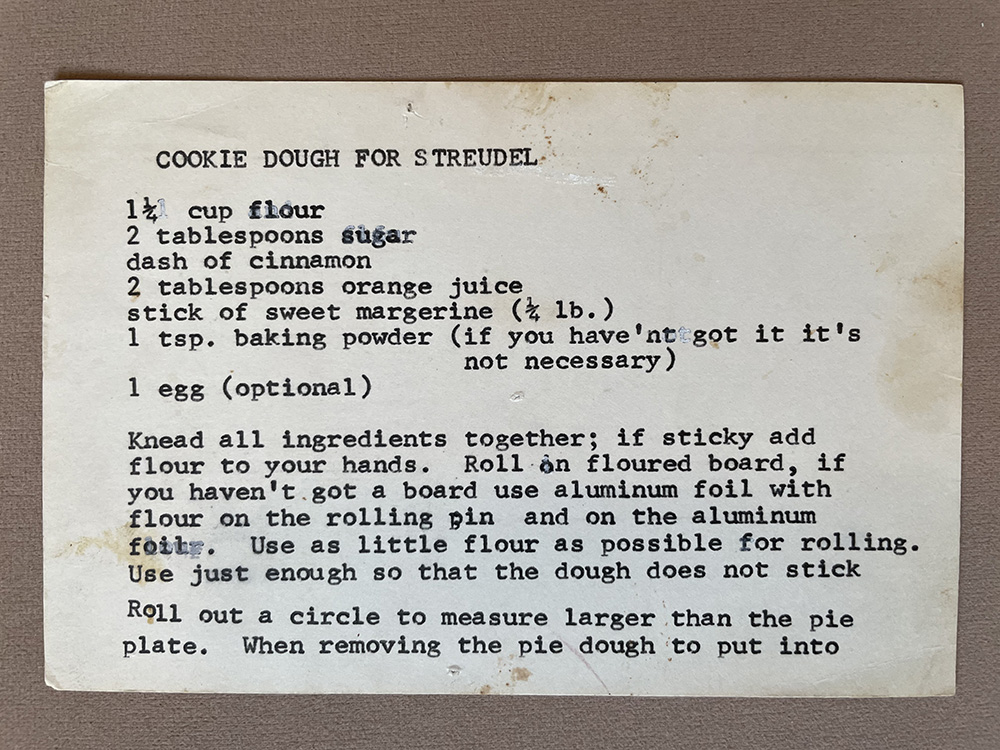 COOKIE DOUGH FOR STREUDEL
1¼ cup flour
2 tablespoons sugar
dash of cinnamon
2 tablespoons orange juice
stick of sweet margerine (¼ lb.)
1 tsp. baking powder (if you have'nt got it it's
not necessary)
1 egg (optional)
Knead all ingredients together; if sticky add
flour to your hands. Roll on floured board, if
you haven't got a board use aluminum foil with
flour on the rolling pin and on the aluminum
foil. Use as little flour as possible for rolling.
Use just enough so that the dough does not stick
Roll out a circle to measure larger than the pie
plate. When removing the pie dough to put into